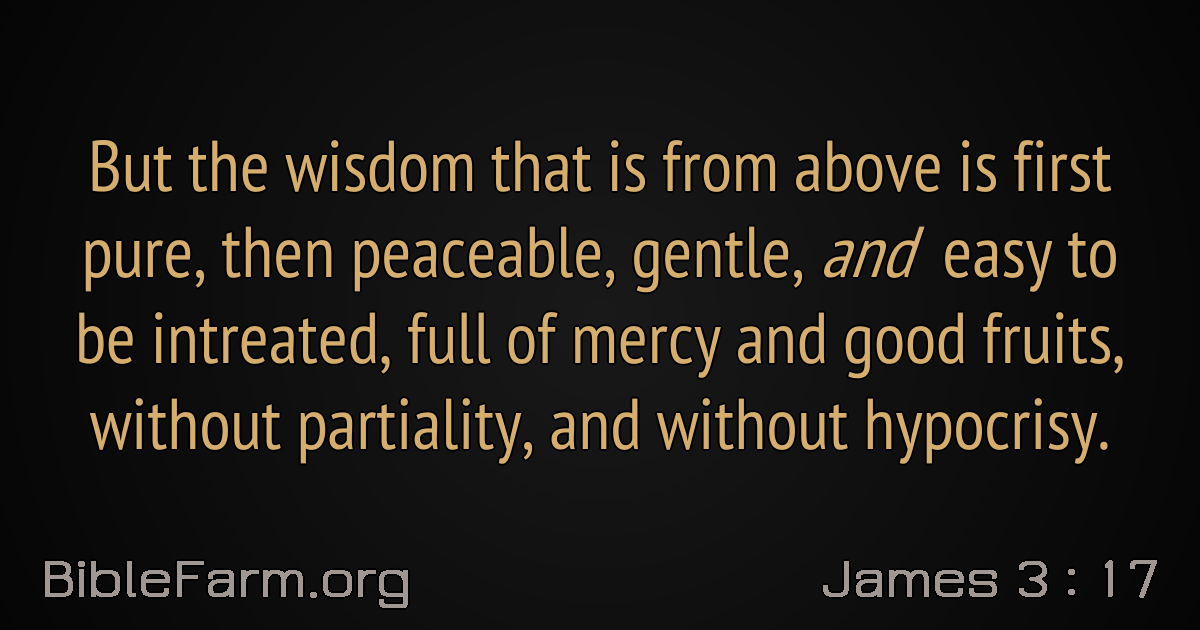 But the wisdom that is from above is first
pure, then peaceable, gentle, and easy to
be intreated, full of mercy and good fruits,
without partiality, and without hypocrisy.
BibleFarm.org
James 3 : 17